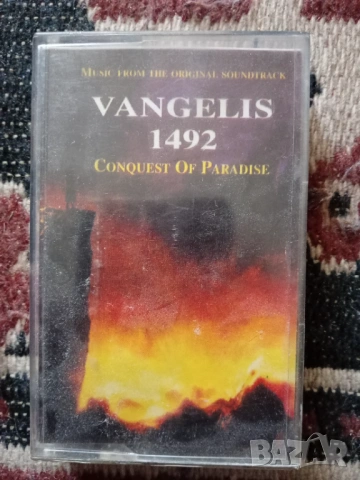 MUSIC FROM THE ORIGINAL SOUNDTRACK
VANGELIS
1492
CONQUEST OF PARADISE
BAZAR